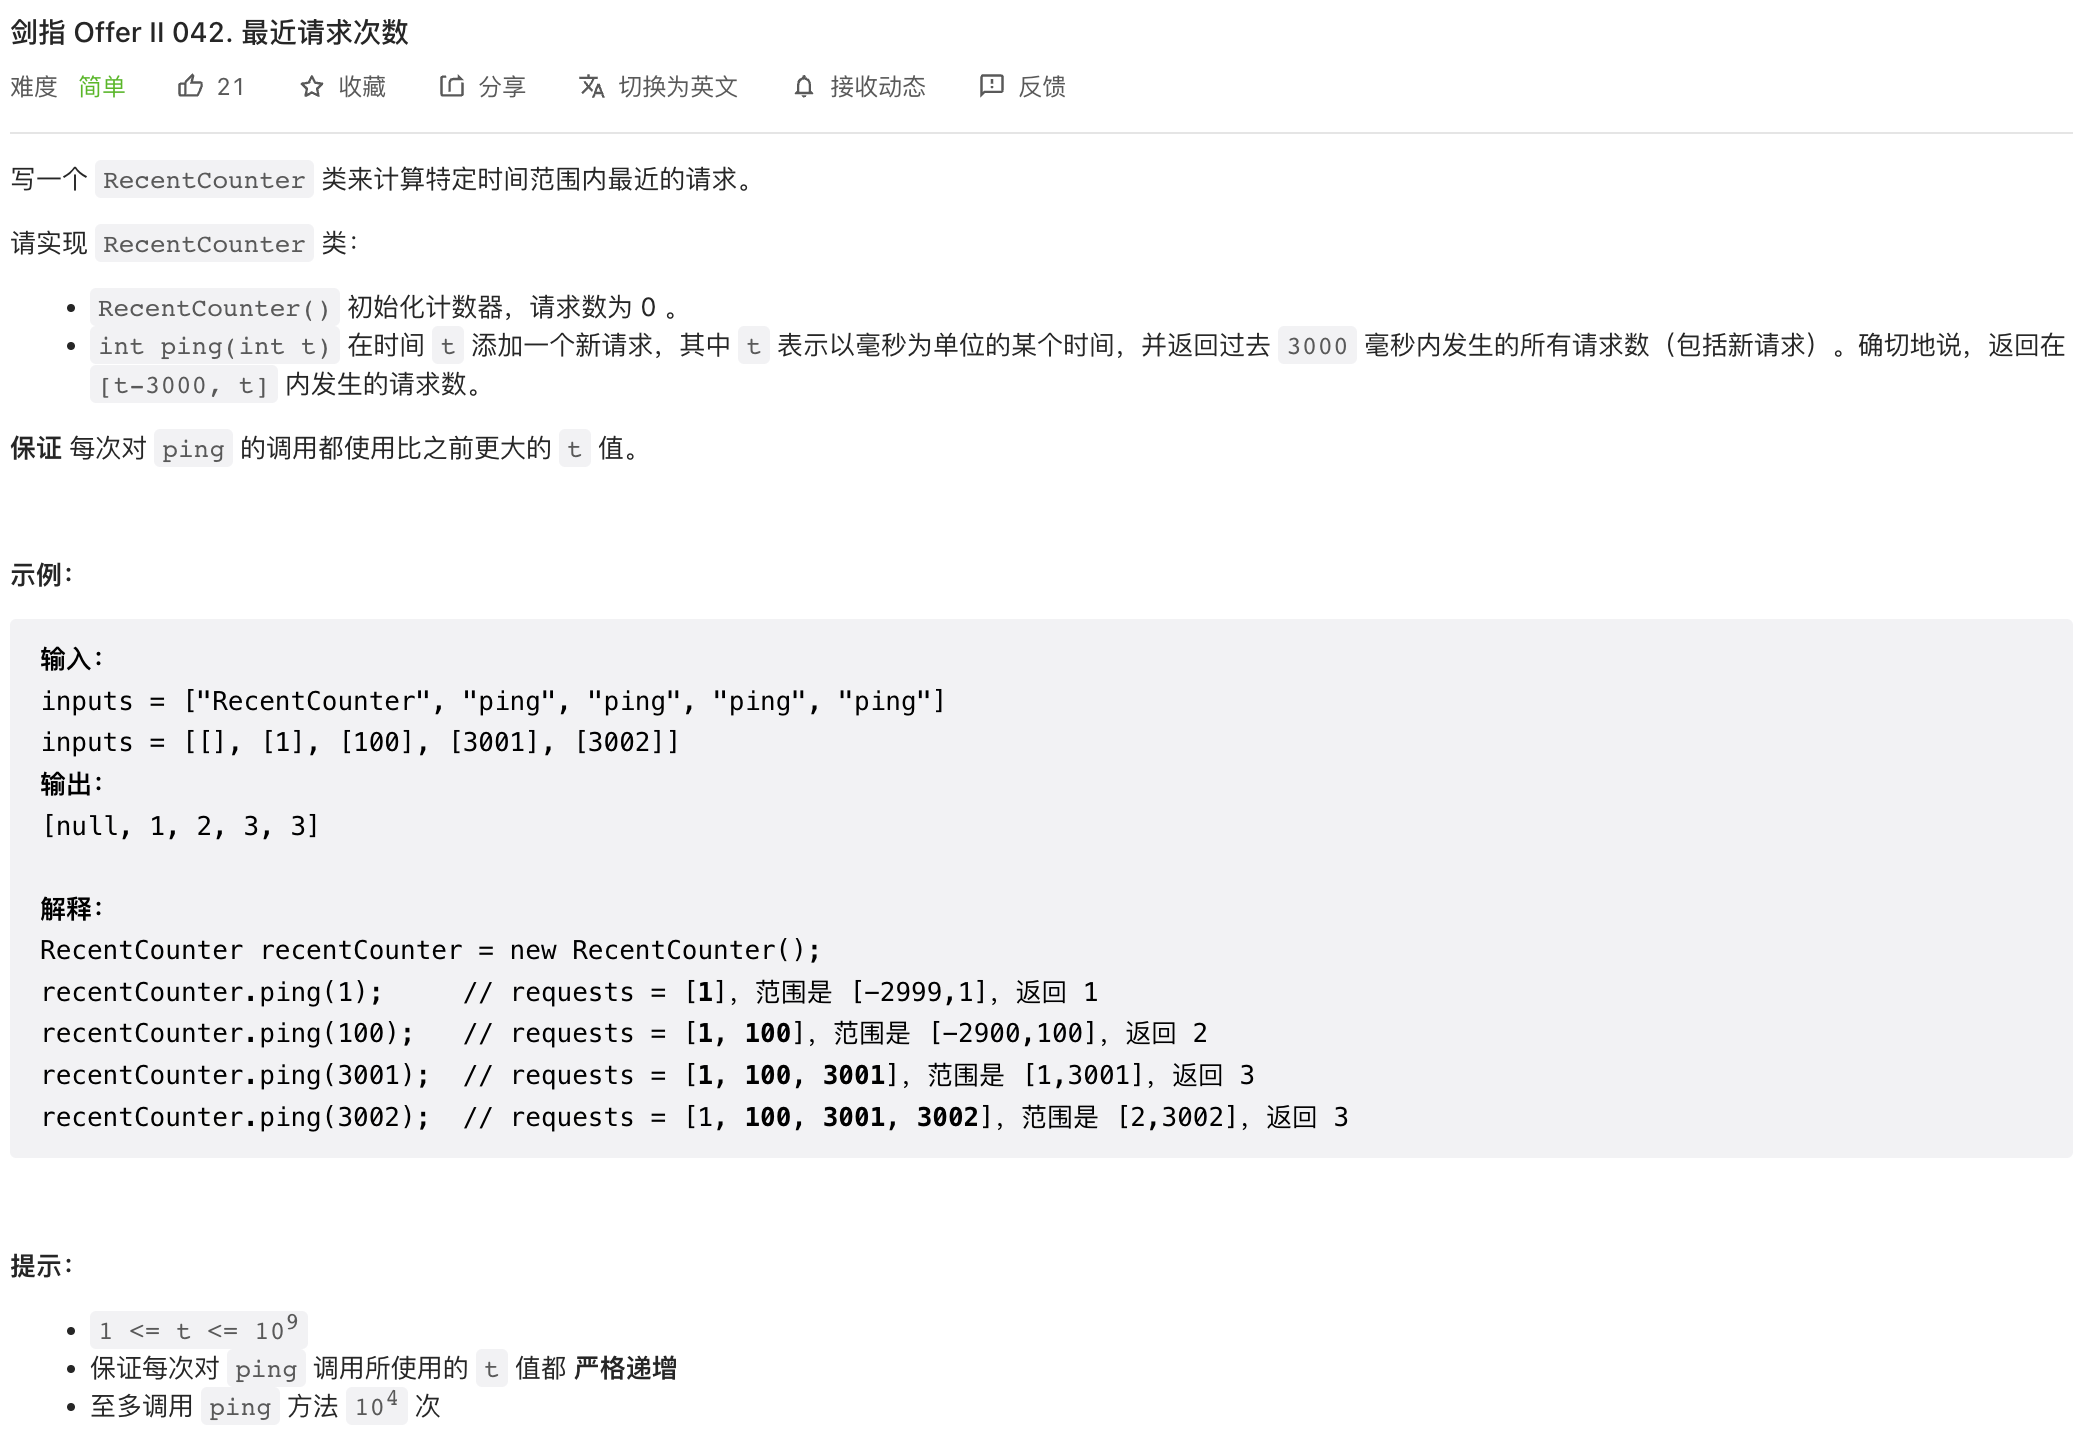 剑指 Offer II 042. 最近请求次数
难度 简单 21 收藏 分享 切换为英文 接收动态 反馈
写一个 RecentCounter 类来计算特定时间范围内最近的请求。
请实现 RecentCounter 类：
• RecentCounter() 初始化计数器，请求数为 0 。
• int ping(int t) 在时间 t 添加一个新请求，其中 t 表示以毫秒为单位的某个时间，并返回过去 3000 毫秒内发生的所有请求数（包括新请求）。确切地说，返回在
[t-3000, t] 内发生的请求数。
保证 每次对 ping 的调用都使用比之前更大的 t 值。
示例：
输入：
inputs = ["RecentCounter", "ping", "ping", "ping", "ping"]
inputs = [[], [1], [100], [3001], [3002]]
输出：
[null, 1, 2, 3, 3]
解释：
RecentCounter recentCounter = new RecentCounter();
recentCounter.ping(1);     // requests = [1]，范围是 [-2999,1]，返回 1
recentCounter.ping(100);   // requests = [1, 100]，范围是 [-2900,100]，返回 2
recentCounter.ping(3001);  // requests = [1, 100, 3001]，范围是 [1,3001]，返回 3
recentCounter.ping(3002);  // requests = [1, 100, 3001, 3002]，范围是 [2,3002]，返回 3
提示：
• 1 <= t <= 10⁹
• 保证每次对 ping 调用所使用的 t 值都 严格递增
• 至多调用 ping 方法 10⁴ 次